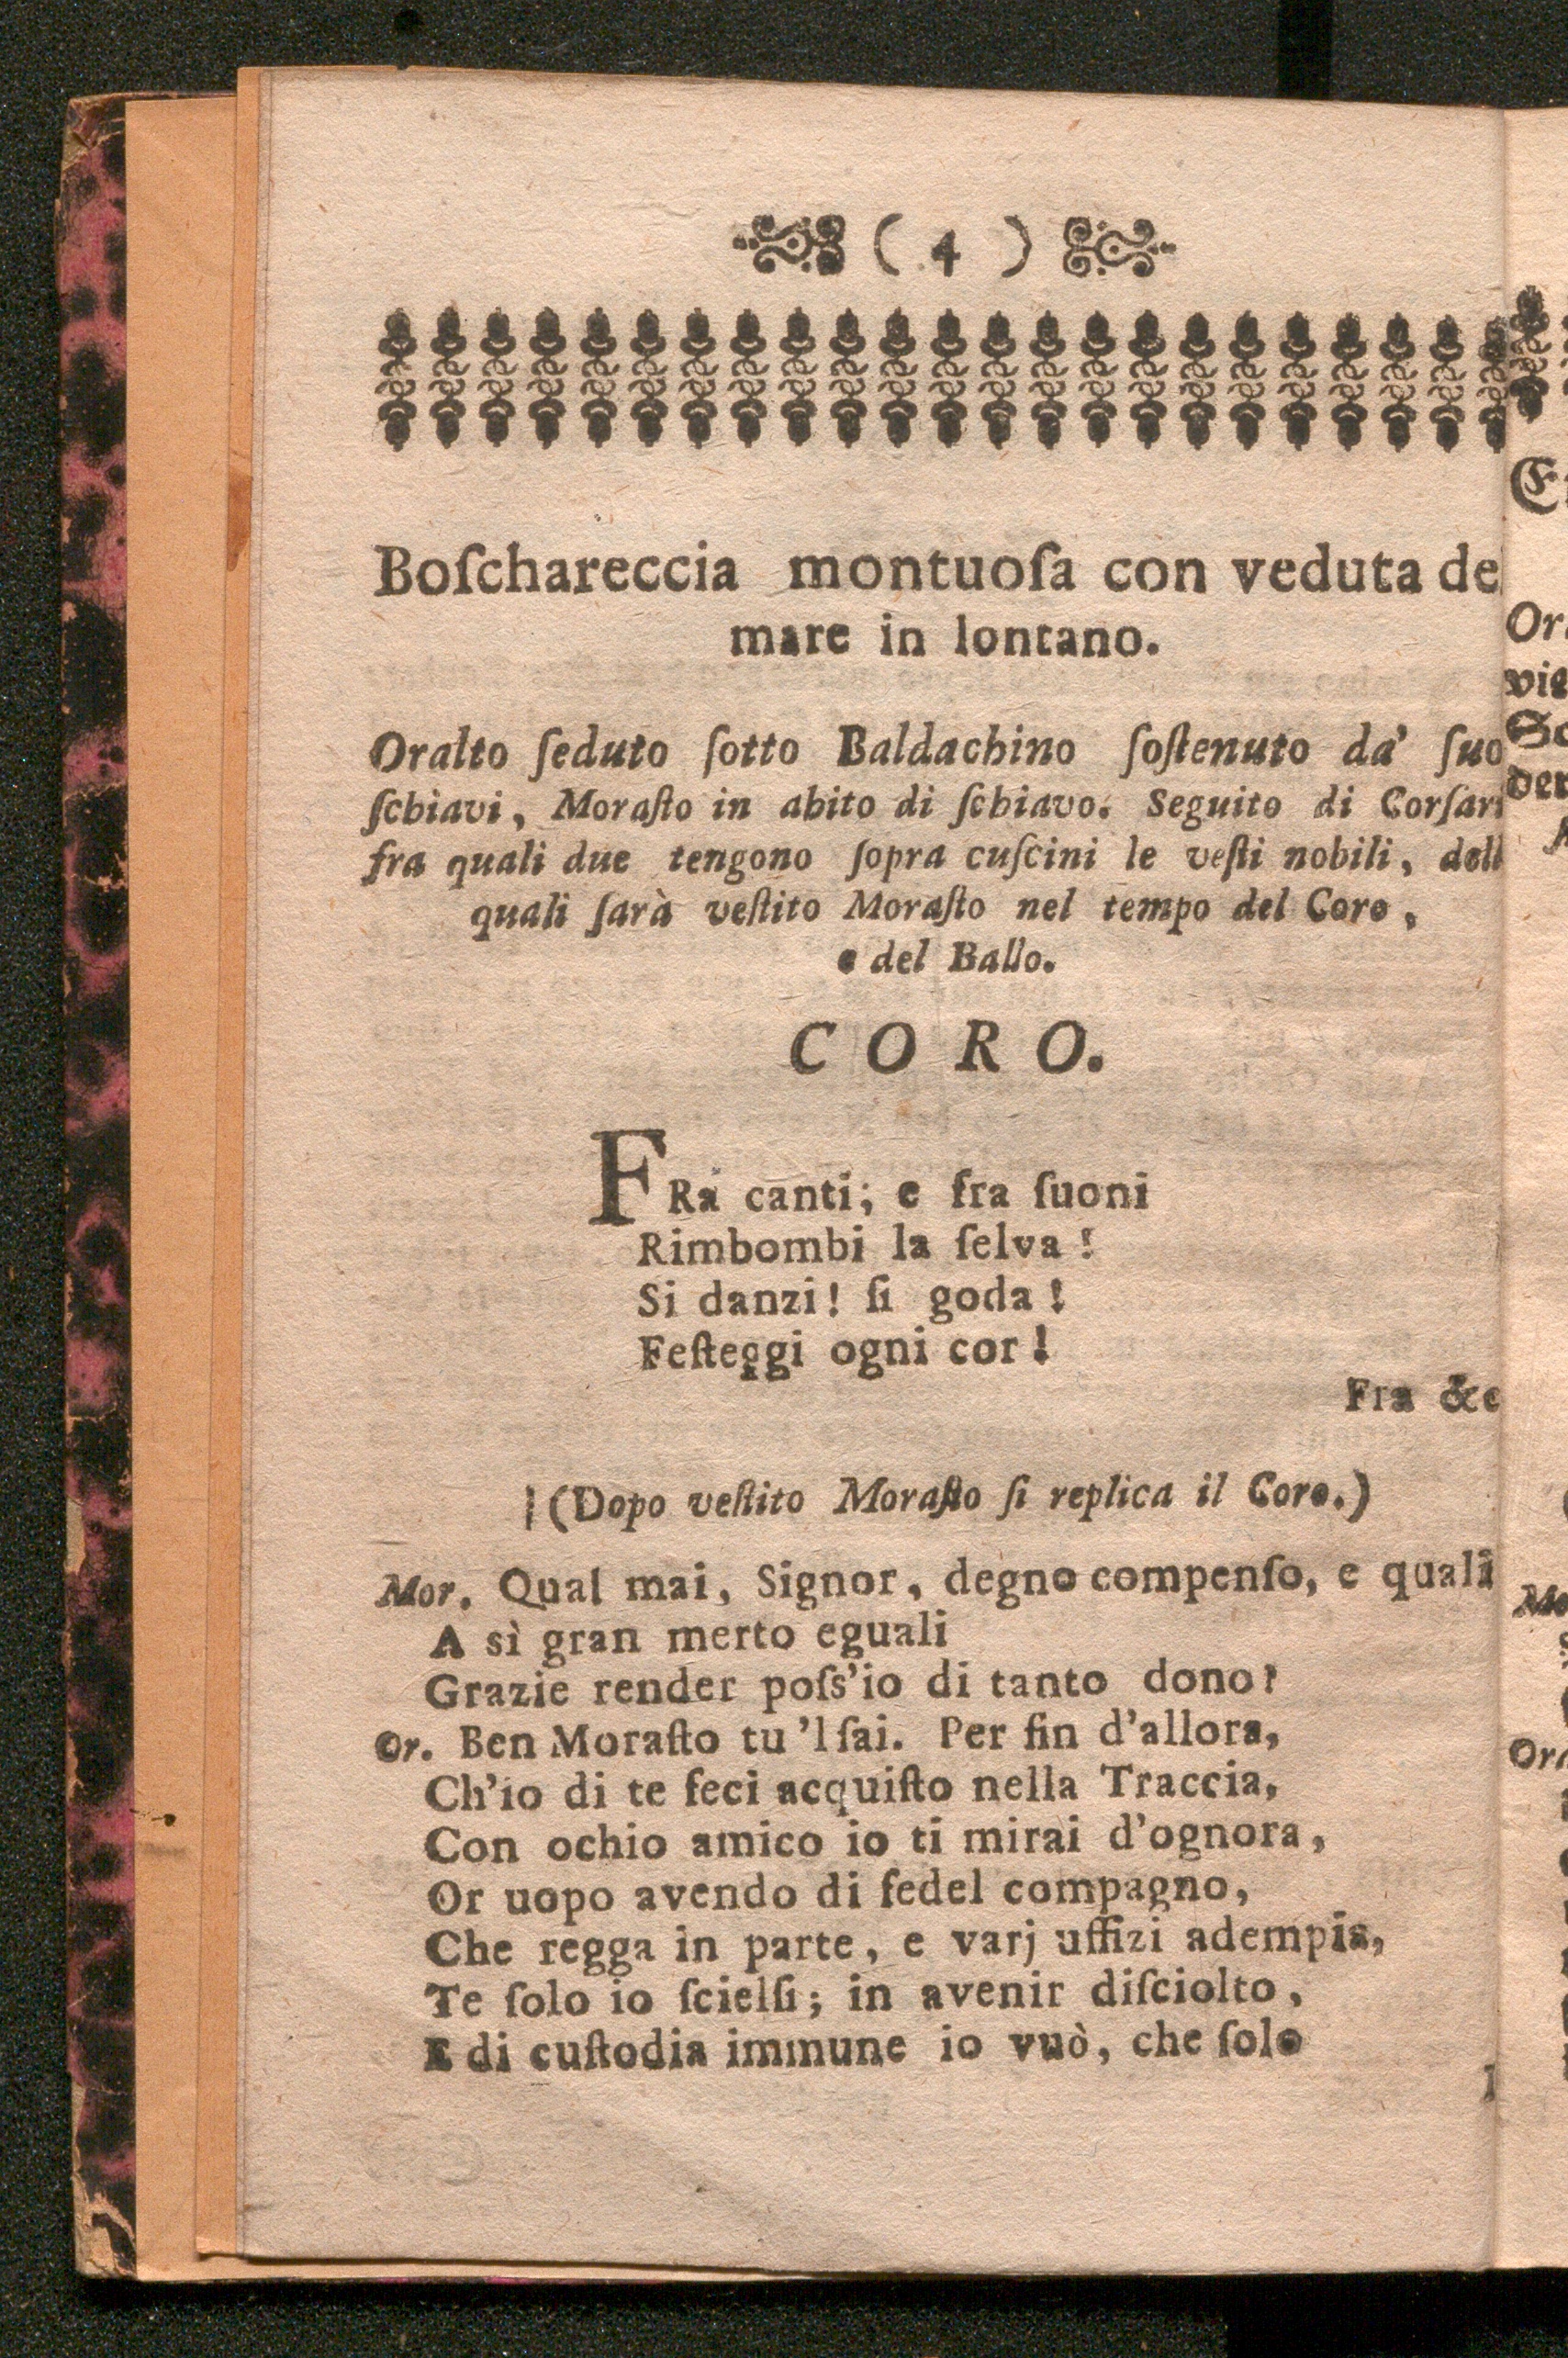 ( 4 )
Boſchareccia montuoſa con veduta de
mare in lontano.
Oralto ſeduto ſotto Baldachino ſoſtenuto da' ſuo
ſchiavi, Moraſto in abito di ſchiavo. Seguito di Corſari
fra quali due tengono ſopra cuſcini le veſti nobili, dell
quali ſarà veſtito Moraſto nel tempo del Coro,
e del Ballo.
CORO.
FRa canti; e fra ſuoni
Rimbombi la ſelva!
Si danzi! ſi goda!
Feſteggi ogni cor!
Fra &c
(Dopo veſtito Moraſto ſi replica il Coro.)
Mor. Qual mai, Signor, degno compenſo, e quali
A sì gran merto eguali
Grazie render poſs'io di tanto dono?
Or. Ben Moraſto tu 'l ſai. Per fin d'allora,
Ch'io di te feci acquiſto nella Traccia,
Con ochio amico io ti mirai d'ognora,
Or uopo avendo di fedel compagno,
Che regga in parte, e varj uffizi adempia,
Te ſolo io ſcielſi; in avenir diſciolto,
E di cuſtodia immune io vuò, che ſolo
Or
vie
der
Mo
Or